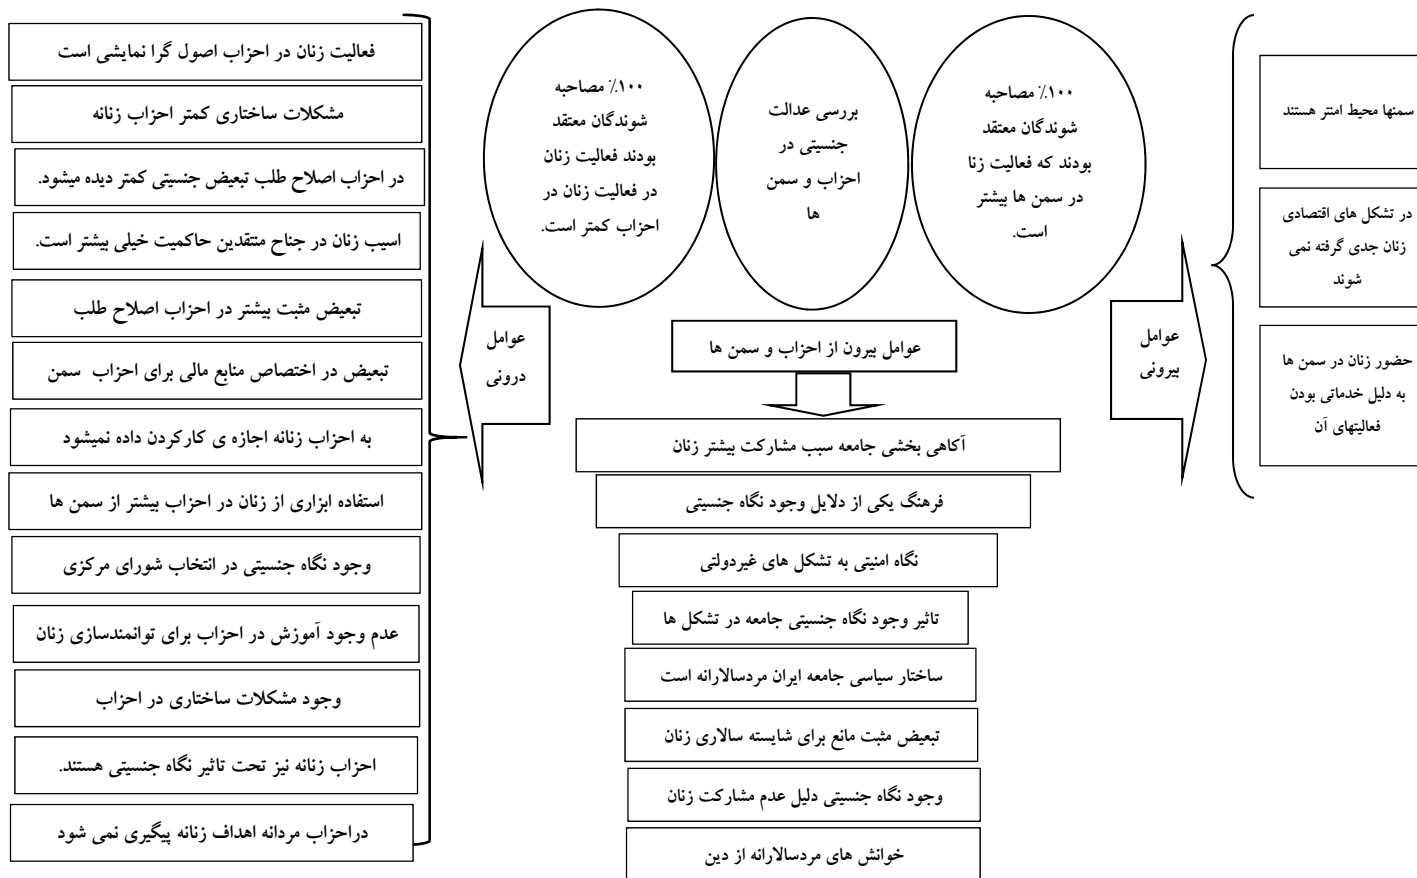 ۱۰۰٪ مصاحبه
شوندگان معتقد
بودند که فعالیت زنا
در سمن ها بیشتر
است.
بررسی عدالت
جنسیتی در
احزاب و سمن
ها
۱۰۰٪ مصاحبه
شوندگان معتقد
بودند فعالیت زنان
در فعالیت زنان در
احزاب کمتر است.
سمنها محیط امتر هستند
در تشکل های اقتصادی
زنان جدی گرفته نمی
شوند
حضور زنان در سمن ها
به دلیل خدماتی بودن
فعالیتهای آن
عوامل
بیرونی
عوامل بیرون از احزاب و سمن ها
آکاهی بخشی جامعه سبب مشارکت بیشتر زنان
فرهنگ یکی از دلایل وجود نگاه جنسیتی
نگاه امنیتی به تشکل های غیردولتی
تاثیر وجود نگاه جنسیتی جامعه در تشکل ها
ساختار سیاسی جامعه ایران مردسالارانه است
تبعیض مثبت مانع برای شایسته سالاری زنان
وجود نگاه جنسیتی دلیل عدم مشارکت زنان
خوانش های مردسالارانه از دین
عوامل
درونی
فعالیت زنان در احزاب اصول گرا نمایشی است
مشکلات ساختاری کمتر احزاب زنانه
در احزاب اصلاح طلب تبعیض جنسیتی کمتر دیده میشود.
اسیب زنان در جناح منتقدین حاکمیت خیلی بیشتر است.
تبعیض مثبت بیشتر در احزاب اصلاح طلب
تبعیض در اختصاص منابع مالی برای احزاب سمن
به احزاب زنانه اجازه ی کارکردن داده نمیشود
استفاده ابزاری از زنان در احزاب بیشتر از سمن ها
وجود نگاه جنسیتی در انتخاب شورای مرکزی
عدم وجود آموزش در احزاب برای توانمندسازی زنان
وجود مشکلات ساختاری در احزاب
احزاب زنانه نیز تحت تاثیر نگاه جنسیتی هستند.
دراحزاب مردانه اهداف زنانه پیگیری نمی شود